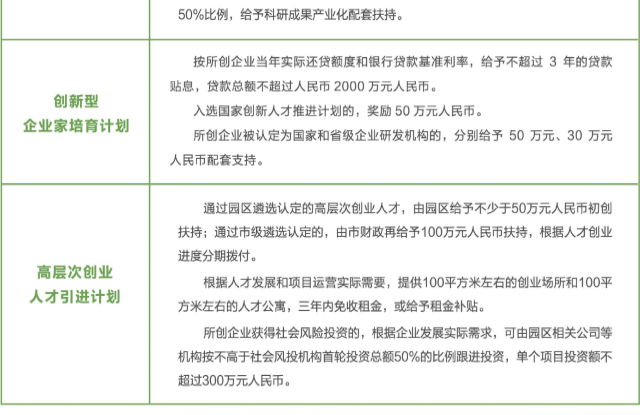 50%比例，给予科研成果产业化配套扶持。
创新型
企业家培育计划
按所创企业当年实际还贷额度和银行贷款基准利率，给予不超过 3 年的贷款
贴息，贷款总额不超过人民币 2000 万元人民币。
入选国家创新人才推进计划的，奖励 50 万元人民币。
所创企业被认定为国家和省级企业研发机构的，分别给予 50 万元、30 万元
人民币配套支持。
高层次创业
人才引进计划
通过园区遴选认定的高层次创业人才，由园区给予不少于50万元人民币初创
扶持；通过市级遴选认定的，由市财政再给予100万元人民币扶持，根据人才创业
进度分期拨付。
根据人才发展和项目运营实际需要，提供100平方米左右的创业场所和100平
方米左右的人才公寓，三年内免收租金，或给予租金补贴。
所创企业获得社会风险投资的，根据企业发展实际需求，可由园区相关公司等
机构按不高于社会风投机构首轮投资总额50%的比例跟进投资，单个项目投资额不
超过300万元人民币。